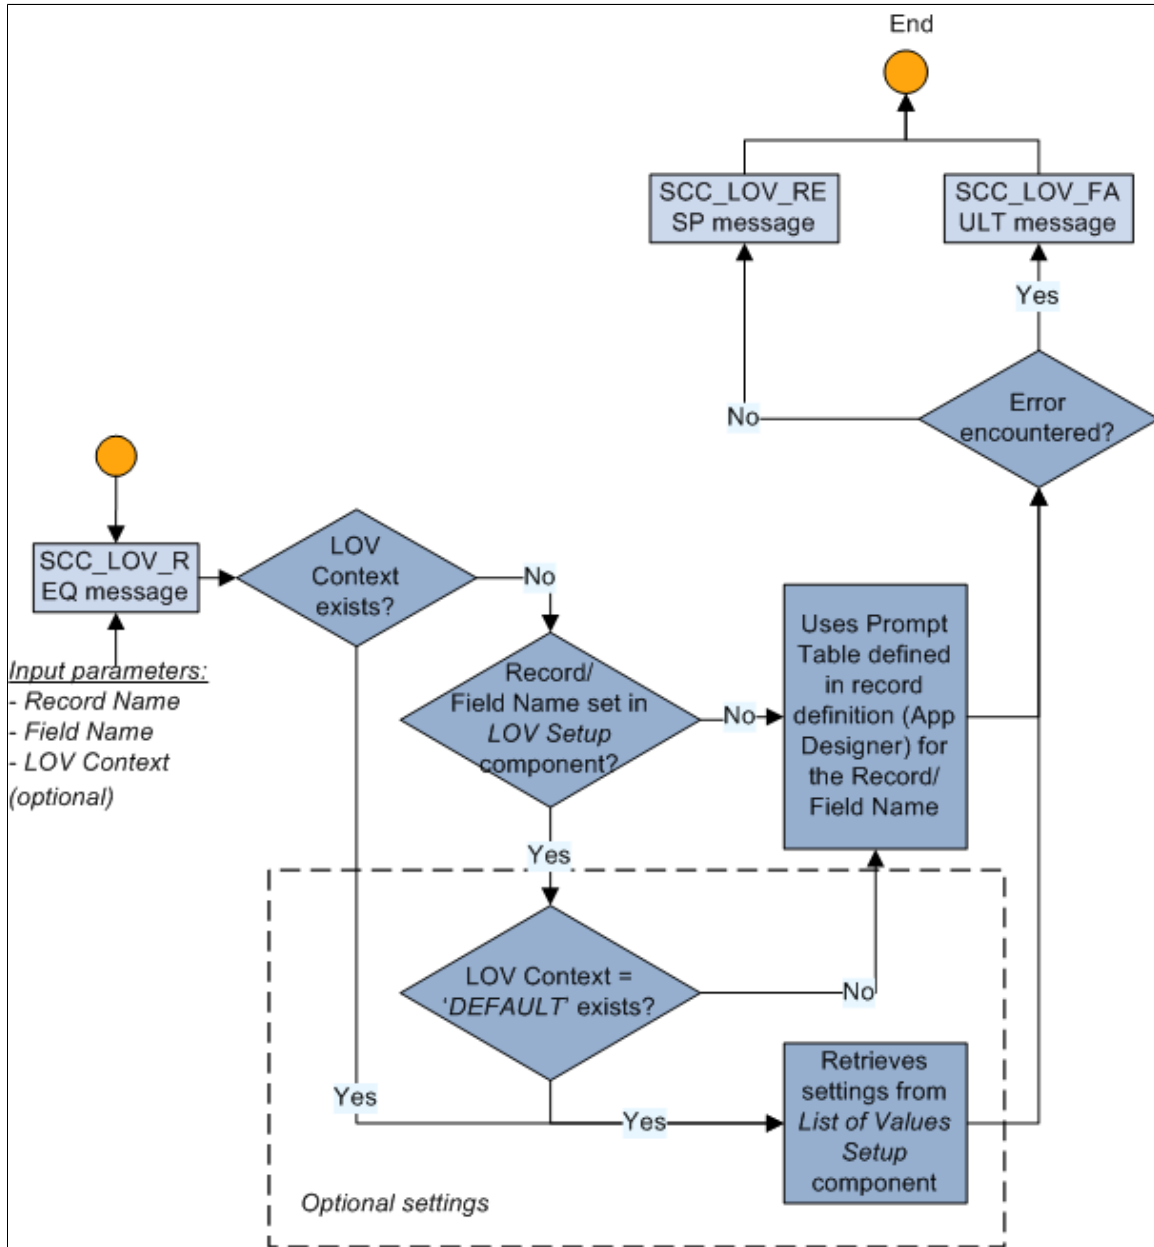 End
SCC_LOV_RE
SP message
SCC_LOV_FA
ULT message
Yes
No
Error
encountered?
SCC_LOV_R
EQ message
LOV
Context
exists?
No
Input parameters:
- Record Name
- Field Name
- LOV Context
(optional)
Record/
Field Name set in
LOV Setup
component?
No
Uses Prompt
Table defined
in record
definition (App
Designer) for
the Record/
Field Name
Yes
LOV Context =
‘DEFAULT’ exists?
No
Yes
Yes
Retrieves
settings from
List of Values
Setup
component
Optional settings